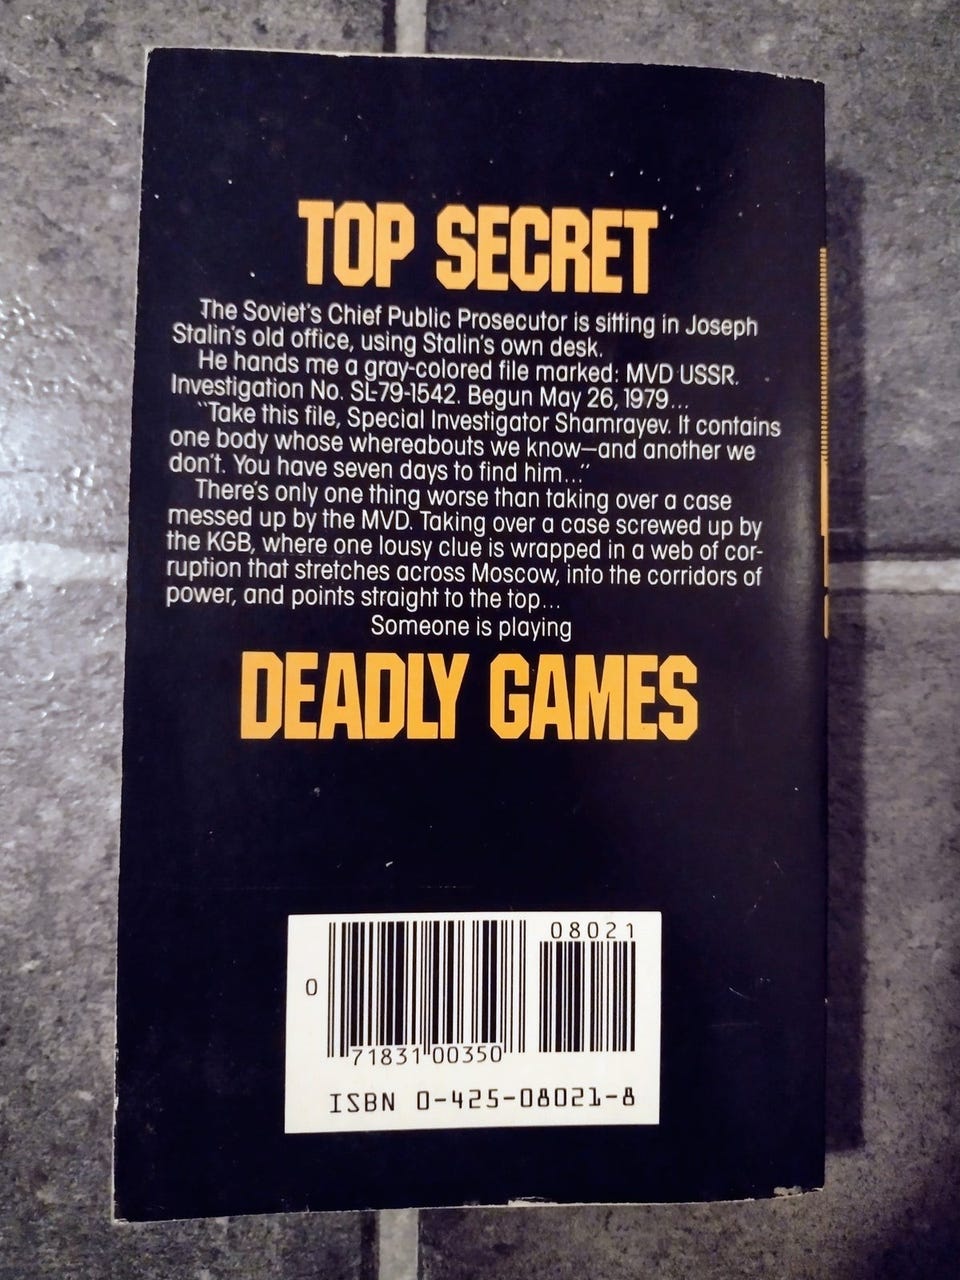 TOP SECRET
The Soviet's Chief Public Prosecutor is sitting in Joseph
Stalin's old office, using Stalin's own desk.
He hands me a gray-colored file marked: MVD USSR.
Investigation No. SL-79-1542. Begun May 26, 1979...
"Take this file, Special Investigator Shamrayev. It contains
one body whose whereabouts we know—and another we
don't. You have seven days to find him..."
There's only one thing worse than taking over a case
messed up by the MVD. Taking over a case screwed up by
the KGB, where one lousy clue is wrapped in a web of cor-
ruption that stretches across Moscow, into the corridors of
power, and points straight to the top...
Someone is playing
DEADLY GAMES
08021
0
71831 00350
ISBN 0-425-08021-8